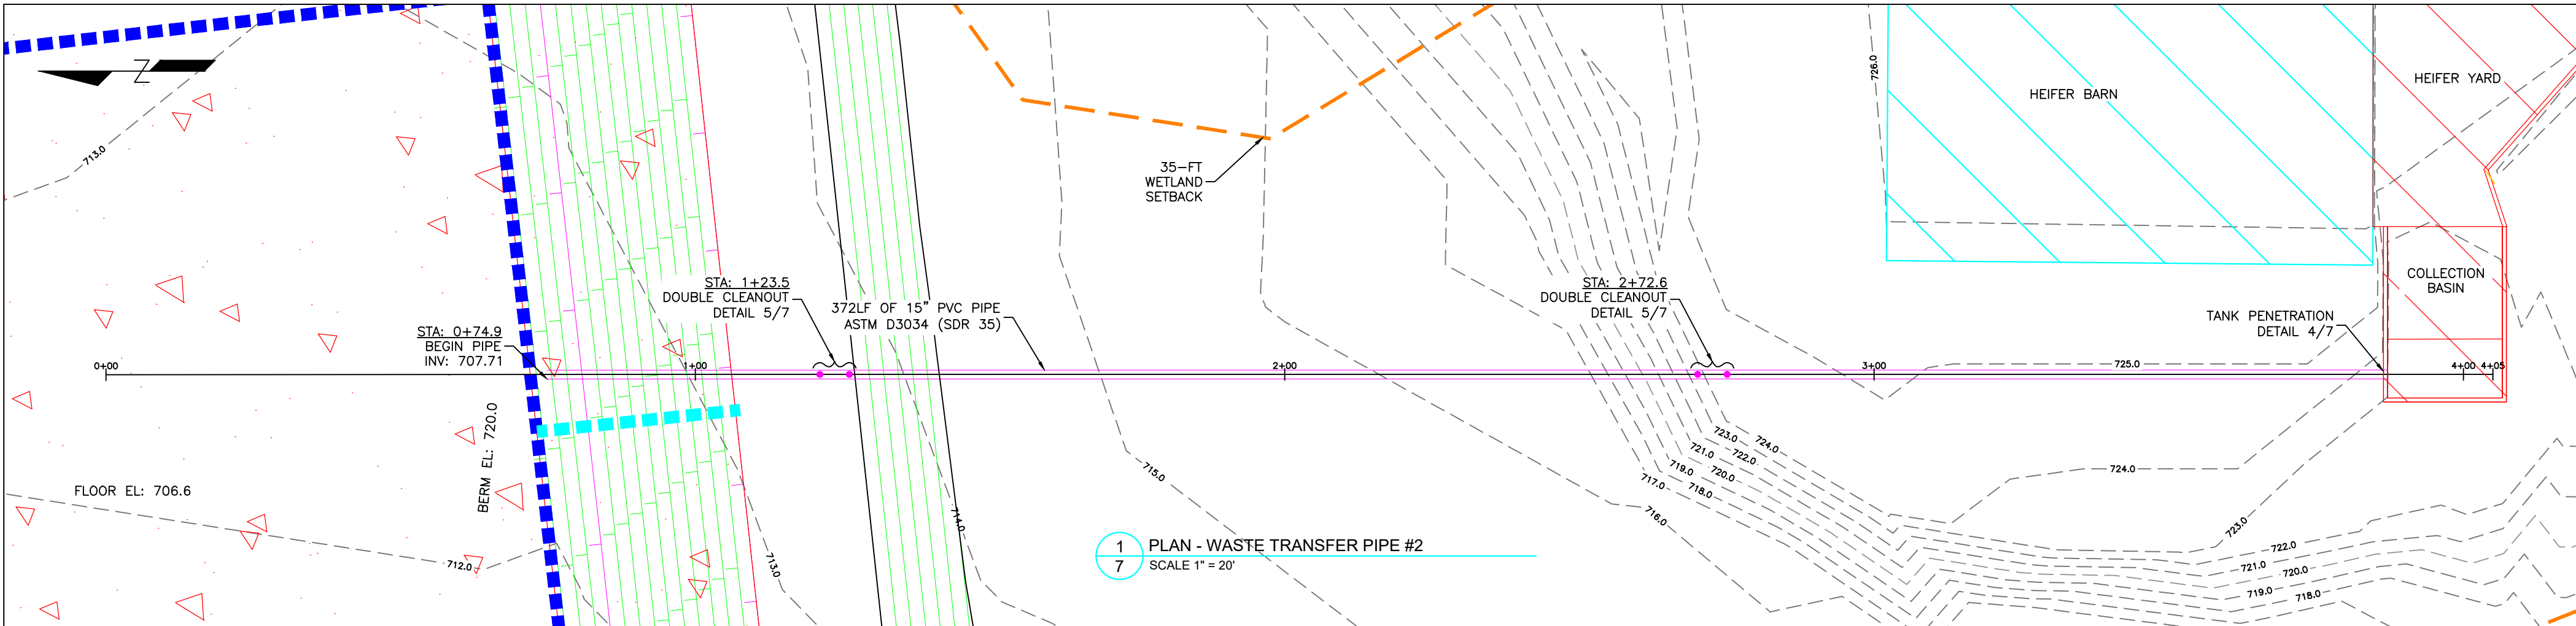 726.0
HEIFER BARN
HEIFER YARD
Z
713.0
35-FT
WETLAND
SETBACK
STA: 1+23.5
DOUBLE CLEANOUT
DETAIL 5/7
372LF OF 15" PVC PIPE
ASTM D3034 (SDR 35)
STA: 2+72.6
DOUBLE CLEANOUT
DETAIL 5/7
COLLECTION
BASIN
TANK PENETRATION
DETAIL 4/7
STA: 0+74.9
BEGIN PIPE
INV: 707.71
0+00
1+00
2+00
3+00
725.0
4+00
4+05
BERM EL: 720.0
FLOOR EL: 706.6
712.0
713.0
714.0
715.0
716.0
717.0
718.0
719.0
720.0
721.0
722.0
723.0
724.0
724.0
723.0
722.0
721.0
720.0
719.0
718.0
1
7
PLAN - WASTE TRANSFER PIPE #2
SCALE 1" = 20'